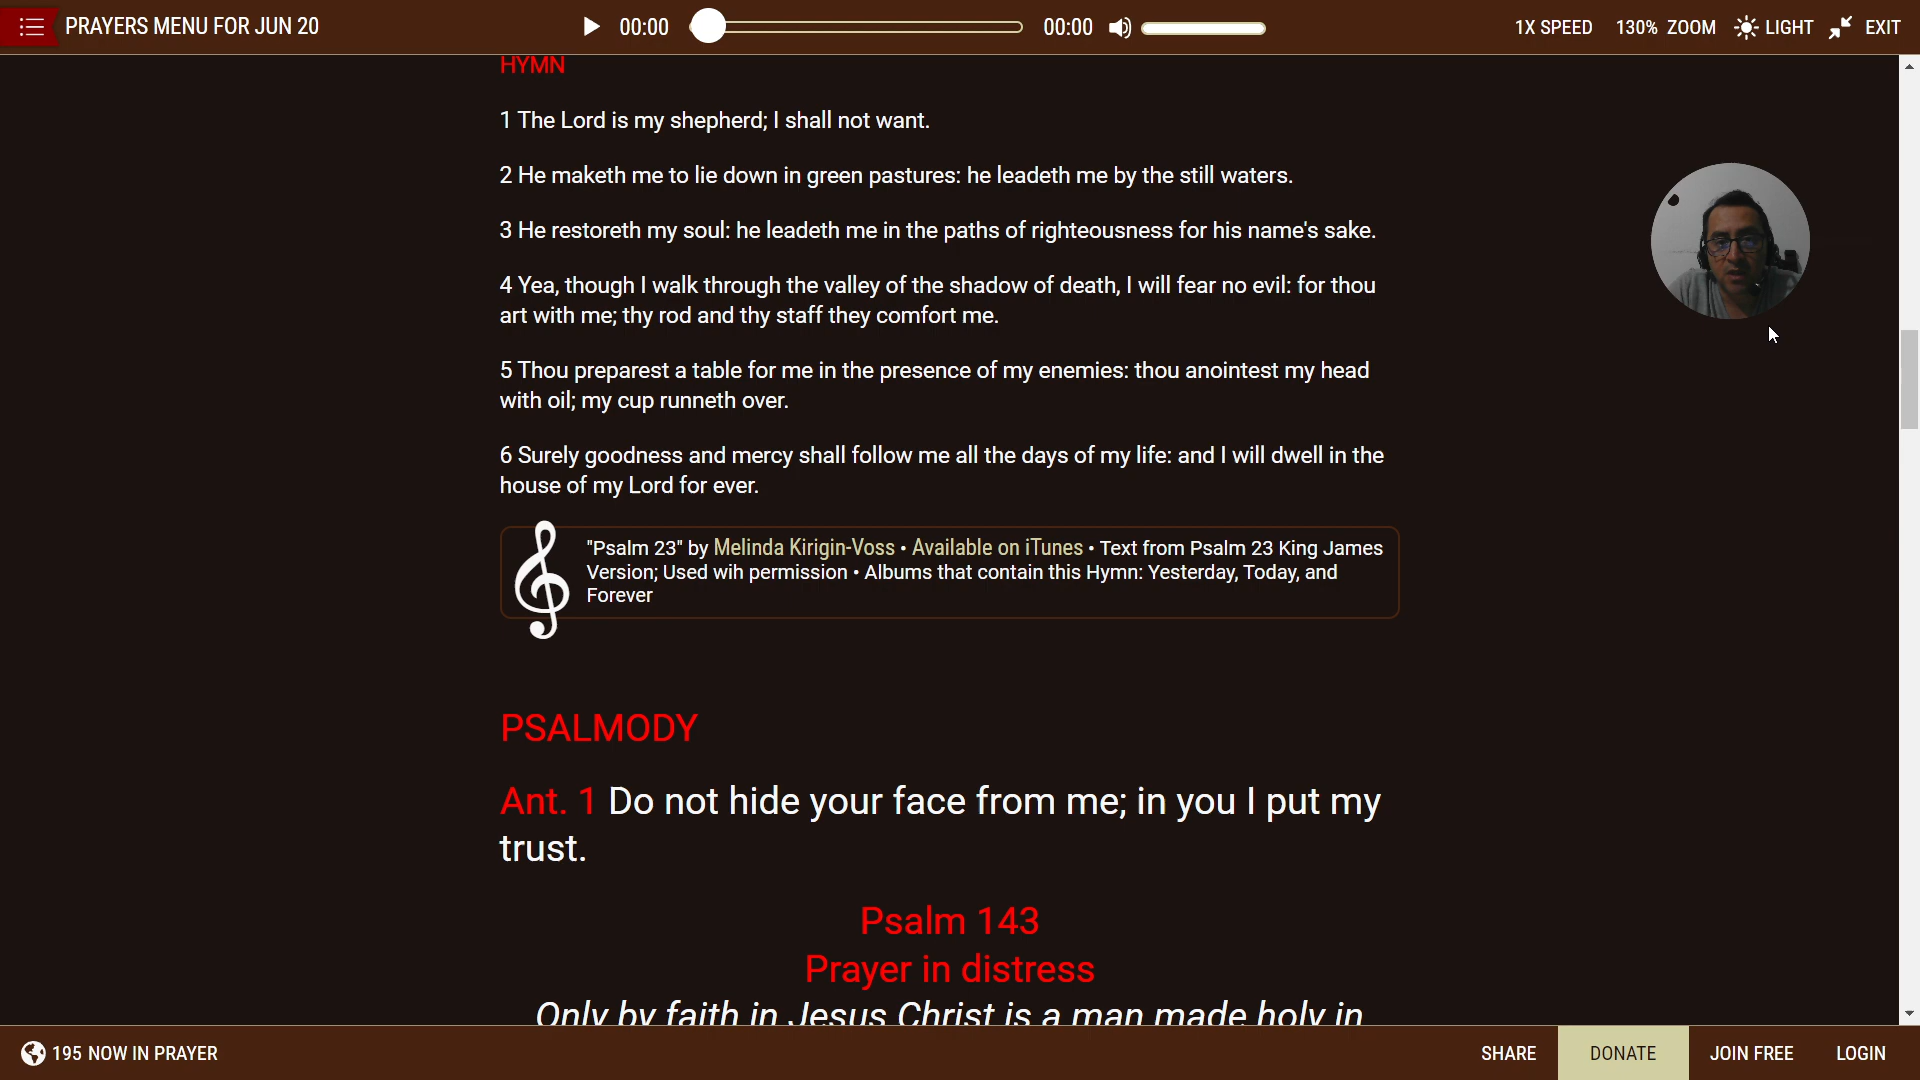 PRAYERS MENU FOR JUN 20
00:00
00:00
1X SPEED
130% ZOOM
LIGHT
EXIT
HYMN
1 The Lord is my shepherd; I shall not want.
2 He maketh me to lie down in green pastures: he leadeth me by the still waters.
3 He restoreth my soul: he leadeth me in the paths of righteousness for his name's sake.
4 Yea, though I walk through the valley of the shadow of death, I will fear no evil: for thou
art with me; thy rod and thy staff they comfort me.
5 Thou preparest a table for me in the presence of my enemies: thou anointest my head
with oil; my cup runneth over.
6 Surely goodness and mercy shall follow me all the days of my life: and I will dwell in the
house of my Lord for ever.
"Psalm 23" by Melinda Kirigin-Voss • Available on iTunes • Text from Psalm 23 King James
Version; Used wih permission • Albums that contain this Hymn: Yesterday, Today, and
Forever
PSALMODY
Ant. 1 Do not hide your face from me; in you I put my
trust.
Psalm 143
Prayer in distress
Only by faith in Jesus Christ is a man made holy in
195 NOW IN PRAYER
SHARE
DONATE
JOIN FREE
LOGIN